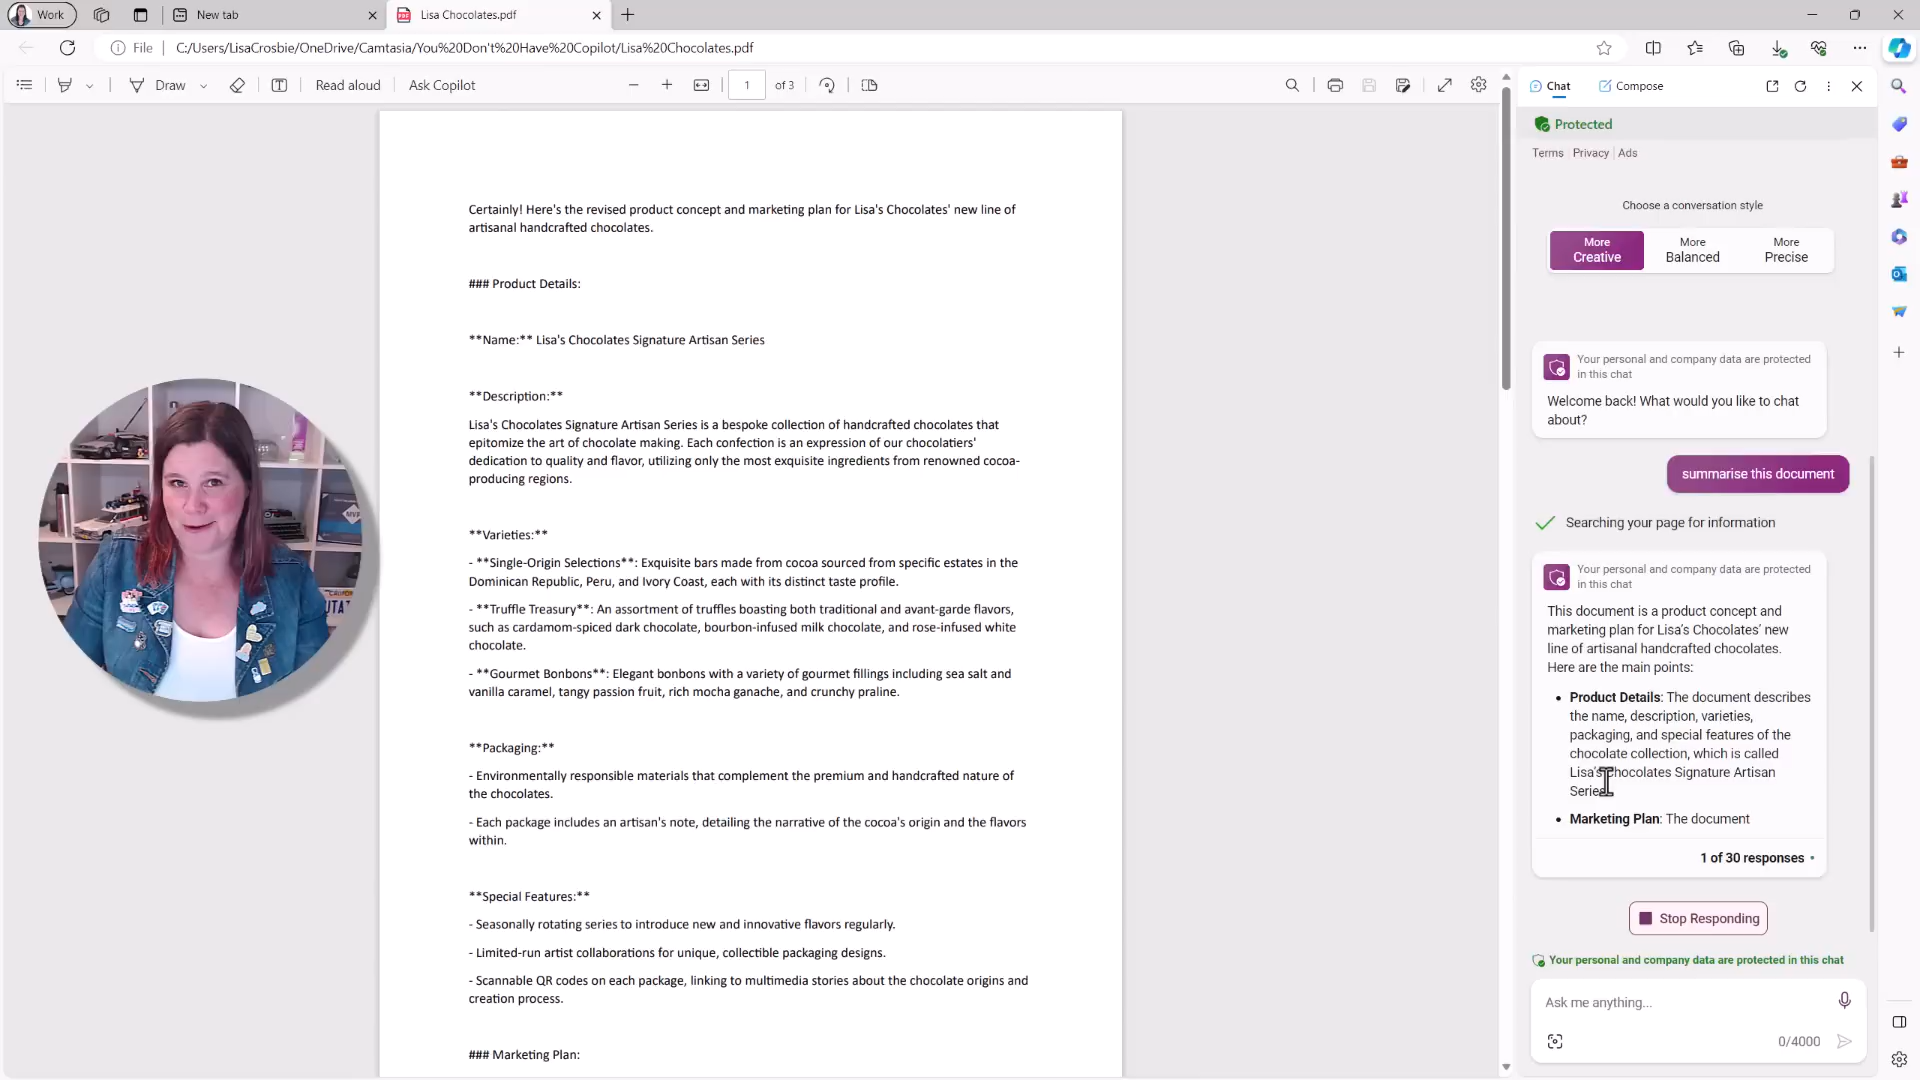 Work
New tab
Lisa Chocolates.pdf
File
C:/Users/LisaCrosbie/OneDrive/Camtasia/You%20Don't%20Have%20Copilot/Lisa%20Chocolates.pdf
Draw
Read aloud
Ask Copilot
1
of 3
Certainly! Here's the revised product concept and marketing plan for Lisa's Chocolates' new line of
artisanal handcrafted chocolates.
### Product Details:
**Name:** Lisa's Chocolates Signature Artisan Series
**Description:**
Lisa's Chocolates Signature Artisan Series is a bespoke collection of handcrafted chocolates that
epitomize the art of chocolate making. Each confection is an expression of our chocolatiers'
dedication to quality and flavor, utilizing only the most exquisite ingredients from renowned cocoa-
producing regions.
**Varieties:**
- **Single-Origin Selections**: Exquisite bars made from cocoa sourced from specific estates in the
Dominican Republic, Peru, and Ivory Coast, each with its distinct taste profile.
- **Truffle Treasury**: An assortment of truffles boasting both traditional and avant-garde flavors,
such as cardamom-spiced dark chocolate, bourbon-infused milk chocolate, and rose-infused white
chocolate.
- **Gourmet Bonbons**: Elegant bonbons with a variety of gourmet fillings including sea salt and
vanilla caramel, tangy passion fruit, rich mocha ganache, and crunchy praline.
**Packaging:**
- Environmentally responsible materials that complement the premium and handcrafted nature of
the chocolates.
- Each package includes an artisan's note, detailing the narrative of the cocoa's origin and the flavors
within.
**Special Features:**
- Seasonally rotating series to introduce new and innovative flavors regularly.
- Limited-run artist collaborations for unique, collectible packaging designs.
- Scannable QR codes on each package, linking to multimedia stories about the chocolate origins and
creation process.
### Marketing Plan:
Chat
Compose
Protected
Terms Privacy Ads
Choose a conversation style
More
Creative
More
Balanced
More
Precise
Your personal and company data are protected
in this chat
Welcome back! What would you like to chat
about?
summarise this document
Searching your page for information
Your personal and company data are protected
in this chat
This document is a product concept and
marketing plan for Lisa's Chocolates' new
line of artisanal handcrafted chocolates.
Here are the main points:
• Product Details: The document describes
the name, description, varieties,
packaging, and special features of the
chocolate collection, which is called
Lisa's Chocolates Signature Artisan
Series
• Marketing Plan: The document
1 of 30 responses •
Stop Responding
Your personal and company data are protected in this chat
Ask me anything...
0/4000